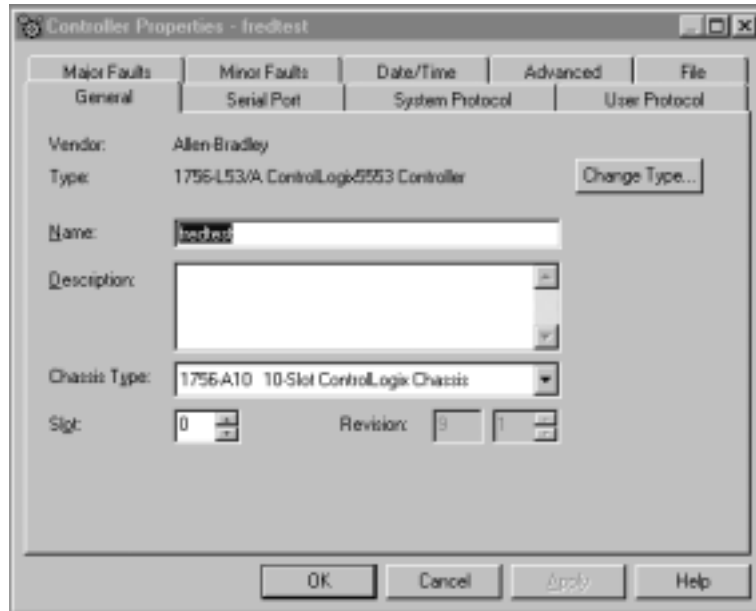 Controller Properties - fredtest
Major Faults Minor Faults Date/Time Advanced File
General Serial Port System Protocol User Protocol
Vendor: Allen-Bradley
Type: 1756-L53/A ControlLogix5553 Controller Change Type...
Name: fredtest
Description:
Chassis Type: 1756-A10 10-Slot ControlLogix Chassis
Slot: 0 Revision: 9 1
OK Cancel Apply Help